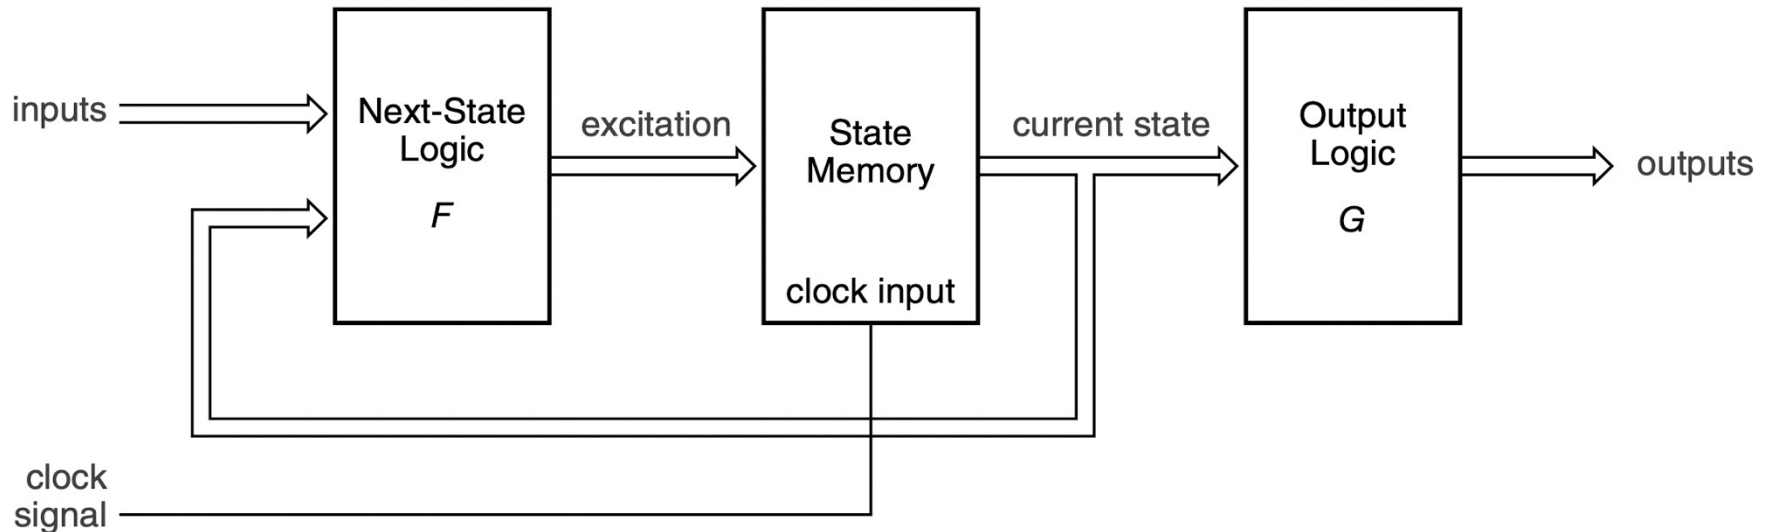 inputs
Next-State
Logic
F
excitation
State
Memory
clock input
current state
Output
Logic
G
outputs
clock
signal